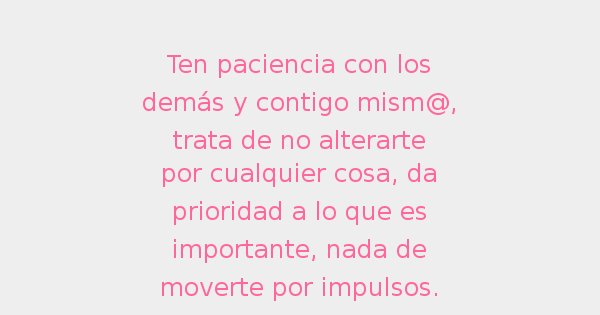 Ten paciencia con los
demás y contigo mism@,
trata de no alterarte
por cualquier cosa, da
prioridad a lo que es
importante, nada de
moverte por impulsos.